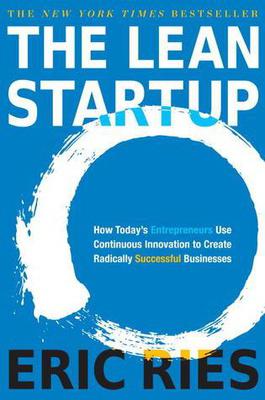 THE NEW YORK TIMES BESTSELLER
THE LEAN
STARTUP
How Today's Entrepreneurs Use
Continuous Innovation to Create
Radically Successful Businesses
ERIC RIES